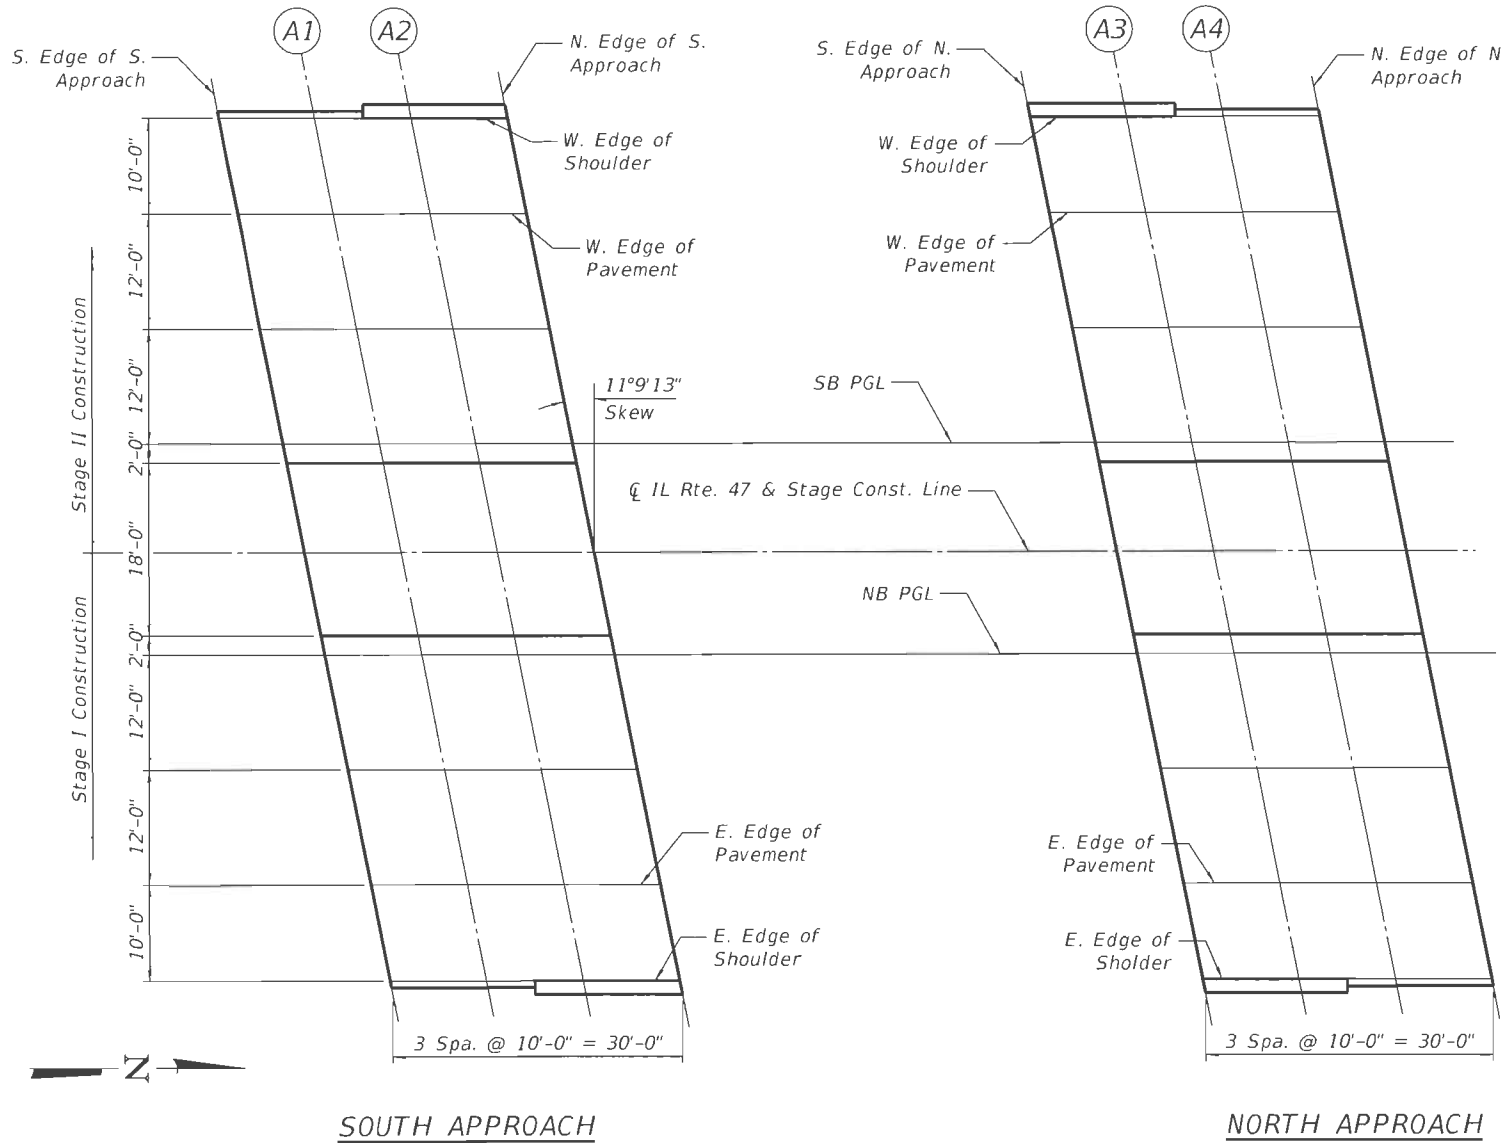 A1
A2
A3
A4
S. Edge of S.
Approach
N. Edge of S.
Approach
S. Edge of N.
Approach
N. Edge of N
Approach
W. Edge of
Shoulder
W. Edge of
Shoulder
W. Edge of
Pavement
W. Edge of
Pavement
10'-0"
12'-0"
12'-0"
2'-0"
18'-0"
2'-0"
12'-0"
12'-0"
10'-0"
Stage II Construction
Stage I Construction
11°9'13"
Skew
SB PGL
℄ IL Rte. 47 & Stage Const. Line
NB PGL
E. Edge of
Pavement
E. Edge of
Pavement
E. Edge of
Shoulder
E. Edge of
Sholder
3 Spa. @ 10'-0" = 30'-0"
3 Spa. @ 10'-0" = 30'-0"
N
SOUTH APPROACH
NORTH APPROACH